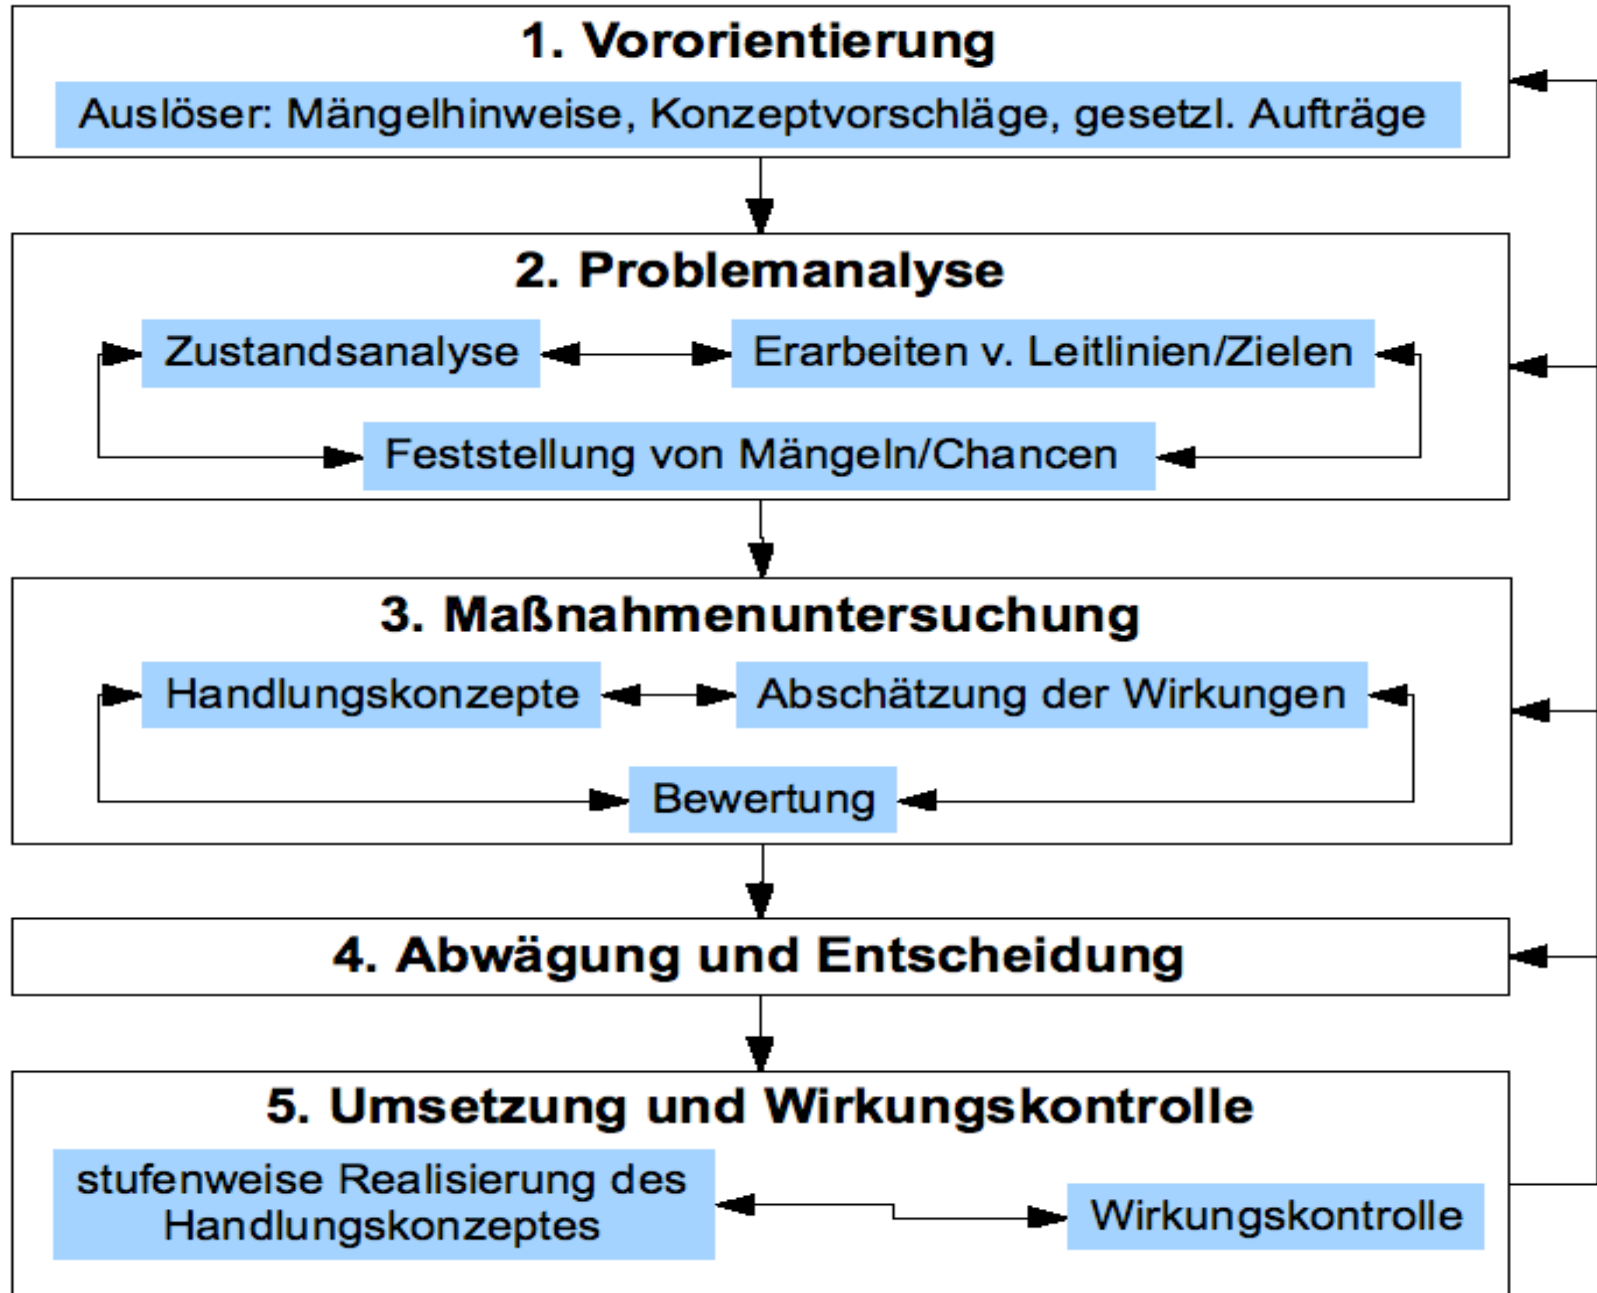 1. Vororientierung
Auslöser: Mängelhinweise, Konzeptvorschläge, gesetzl. Aufträge
2. Problemanalyse
Zustandsanalyse
Erarbeiten v. Leitlinien/Zielen
Feststellung von Mängeln/Chancen
3. Maßnahmenuntersuchung
Handlungskonzepte
Abschätzung der Wirkungen
Bewertung
4. Abwägung und Entscheidung
5. Umsetzung und Wirkungskontrolle
stufenweise Realisierung des
Handlungskonzeptes
Wirkungskontrolle